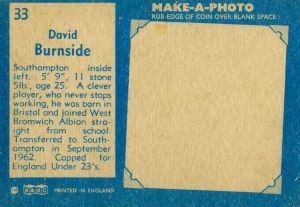 33
David
Burnside
Southampton inside
left. 5' 9", 11 stone
5lb., age 25. A clever
player, who never stops
working, he was born in
Bristol and joined West
Bromwich Albion stra-
ight from school.
Transferred to South-
ampton in September
1962. Capped for
England Under 23's.
A&BC
PRINTED IN ENGLAND
MAKE-A-PHOTO
RUB EDGE OF COIN OVER BLANK SPACE